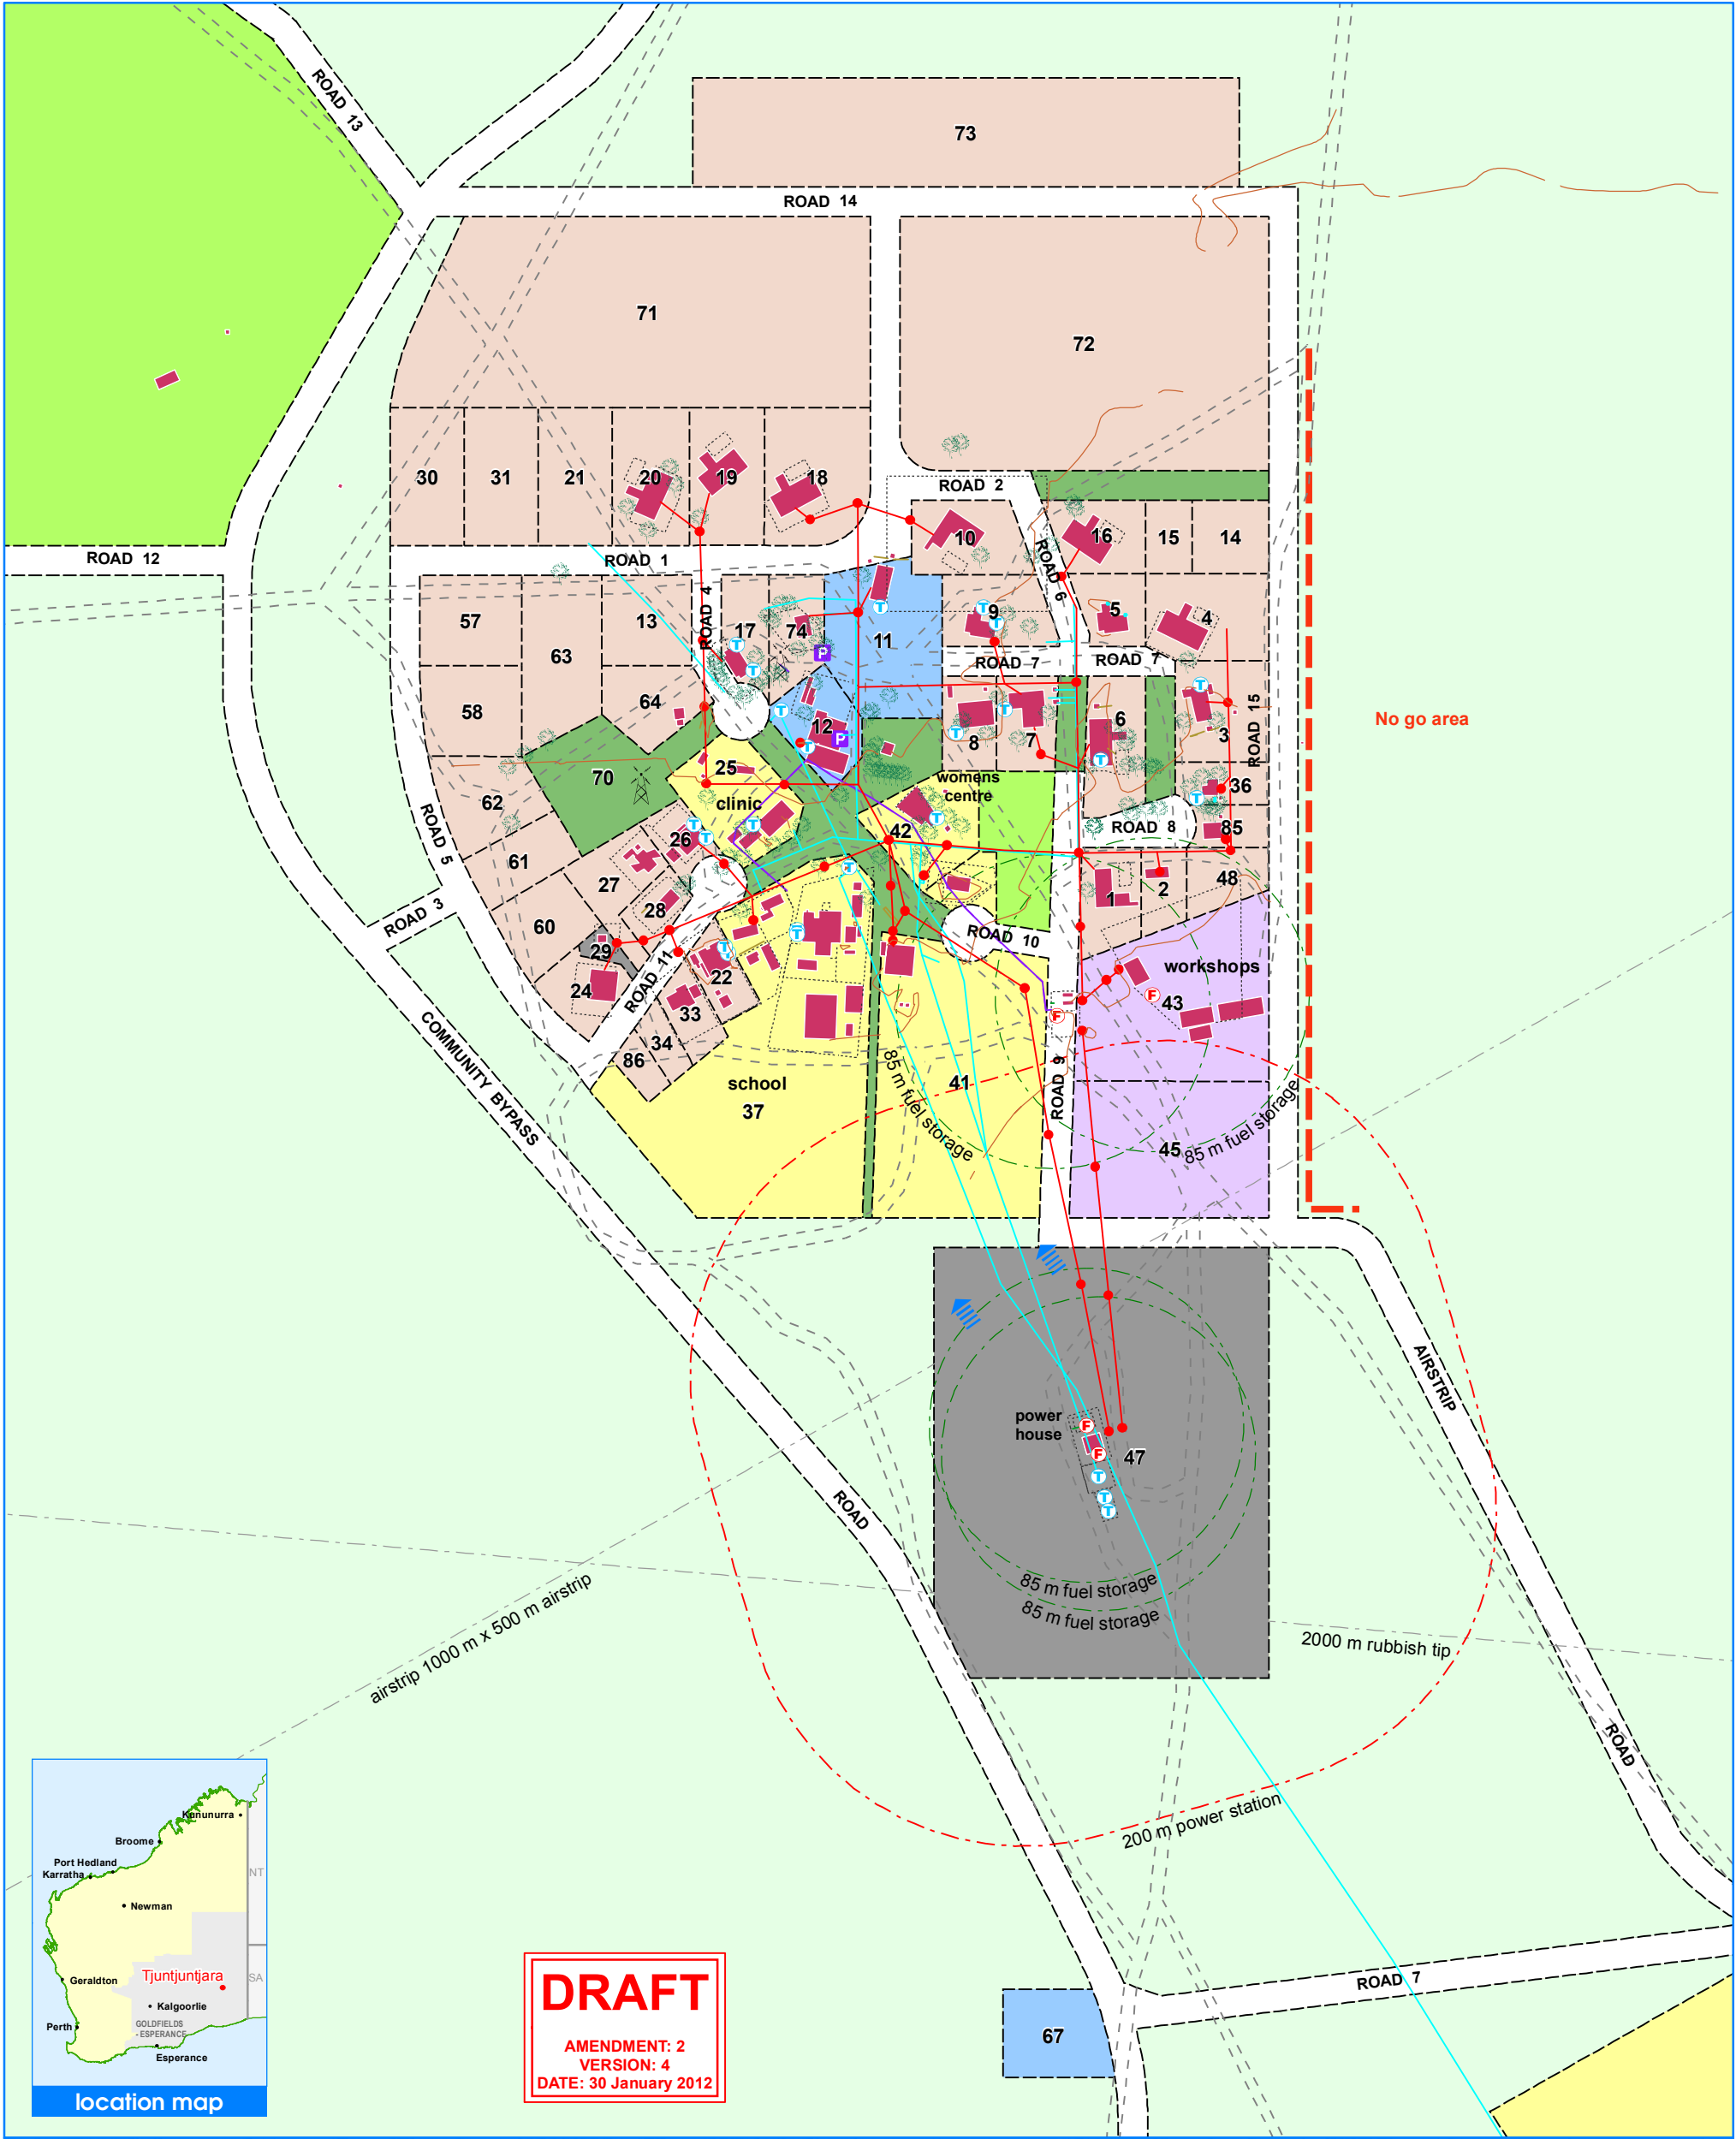 ROAD 13
73
ROAD 14
71
72
30
31
21
20
19
18
ROAD 2
10
16
15
14
ROAD 12
ROAD 1
ROAD 6
57
63
13
ROAD 4
17
74
11
9
5
4
P
ROAD 7
ROAD 7
58
64
12
P
8
7
6
3
ROAD 15
No go area
70
25
clinic
womens
centre
36
62
ROAD 5
26
42
ROAD 8
85
61
27
28
1
2
48
60
29
ROAD 3
24
ROAD 11
22
33
34
86
ROAD 10
workshops
43
F
F
COMMUNITY BYPASS
school
37
41
ROAD 9
85 m fuel storage
45
85 m fuel storage
AIRSTRIP
power
house
F
F
47
T
T
T
ROAD
85 m fuel storage
85 m fuel storage
airstrip 1000 m x 500 m airstrip
2000 m rubbish tip
ROAD
200 m power station
Kununurra
Broome
Port Hedland
Karratha
NT
Newman
Geraldton
Tjuntjuntjara
SA
Kalgoorlie
Perth
GOLDFIELDS
- ESPERANCE
Esperance
location map
DRAFT
AMENDMENT: 2
VERSION: 4
DATE: 30 January 2012
ROAD 7
67